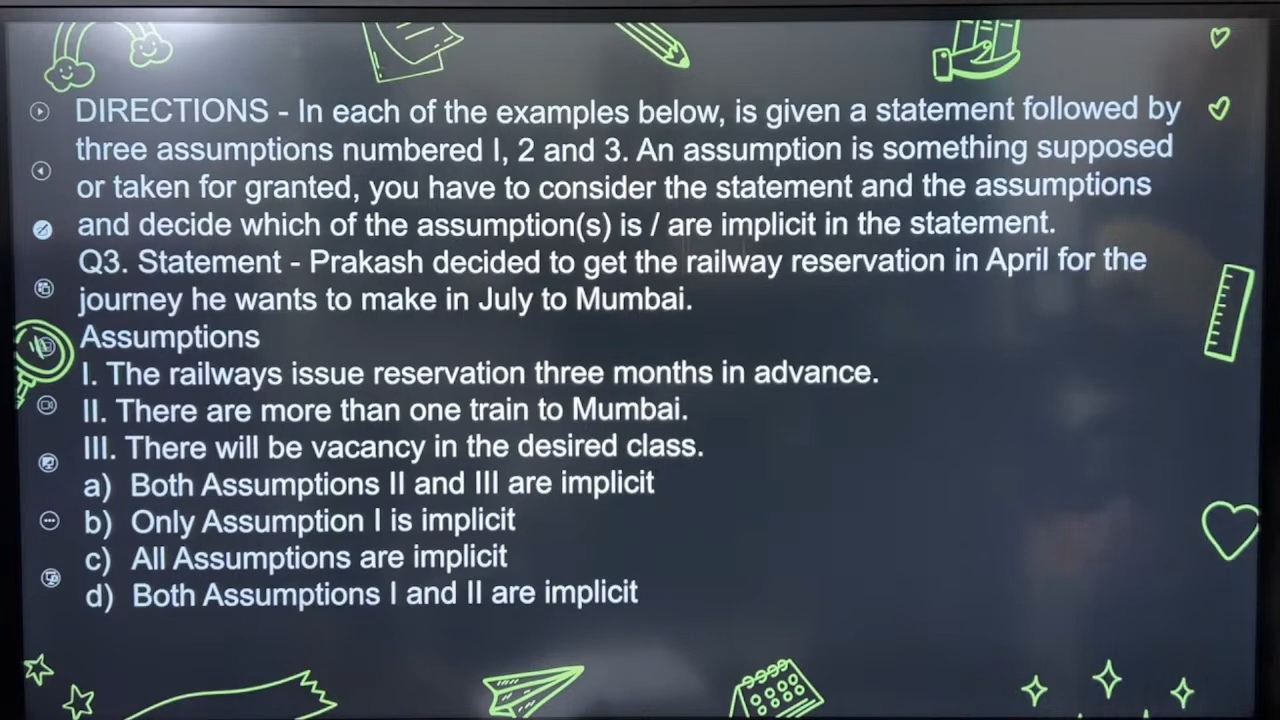 DIRECTIONS - In each of the examples below, is given a statement followed by
three assumptions numbered I, 2 and 3. An assumption is something supposed
or taken for granted, you have to consider the statement and the assumptions
and decide which of the assumption(s) is / are implicit in the statement.
Q3. Statement - Prakash decided to get the railway reservation in April for the
journey he wants to make in July to Mumbai.
Assumptions
I. The railways issue reservation three months in advance.
II. There are more than one train to Mumbai.
III. There will be vacancy in the desired class.
a) Both Assumptions II and III are implicit
b) Only Assumption I is implicit
c) All Assumptions are implicit
d) Both Assumptions I and II are implicit